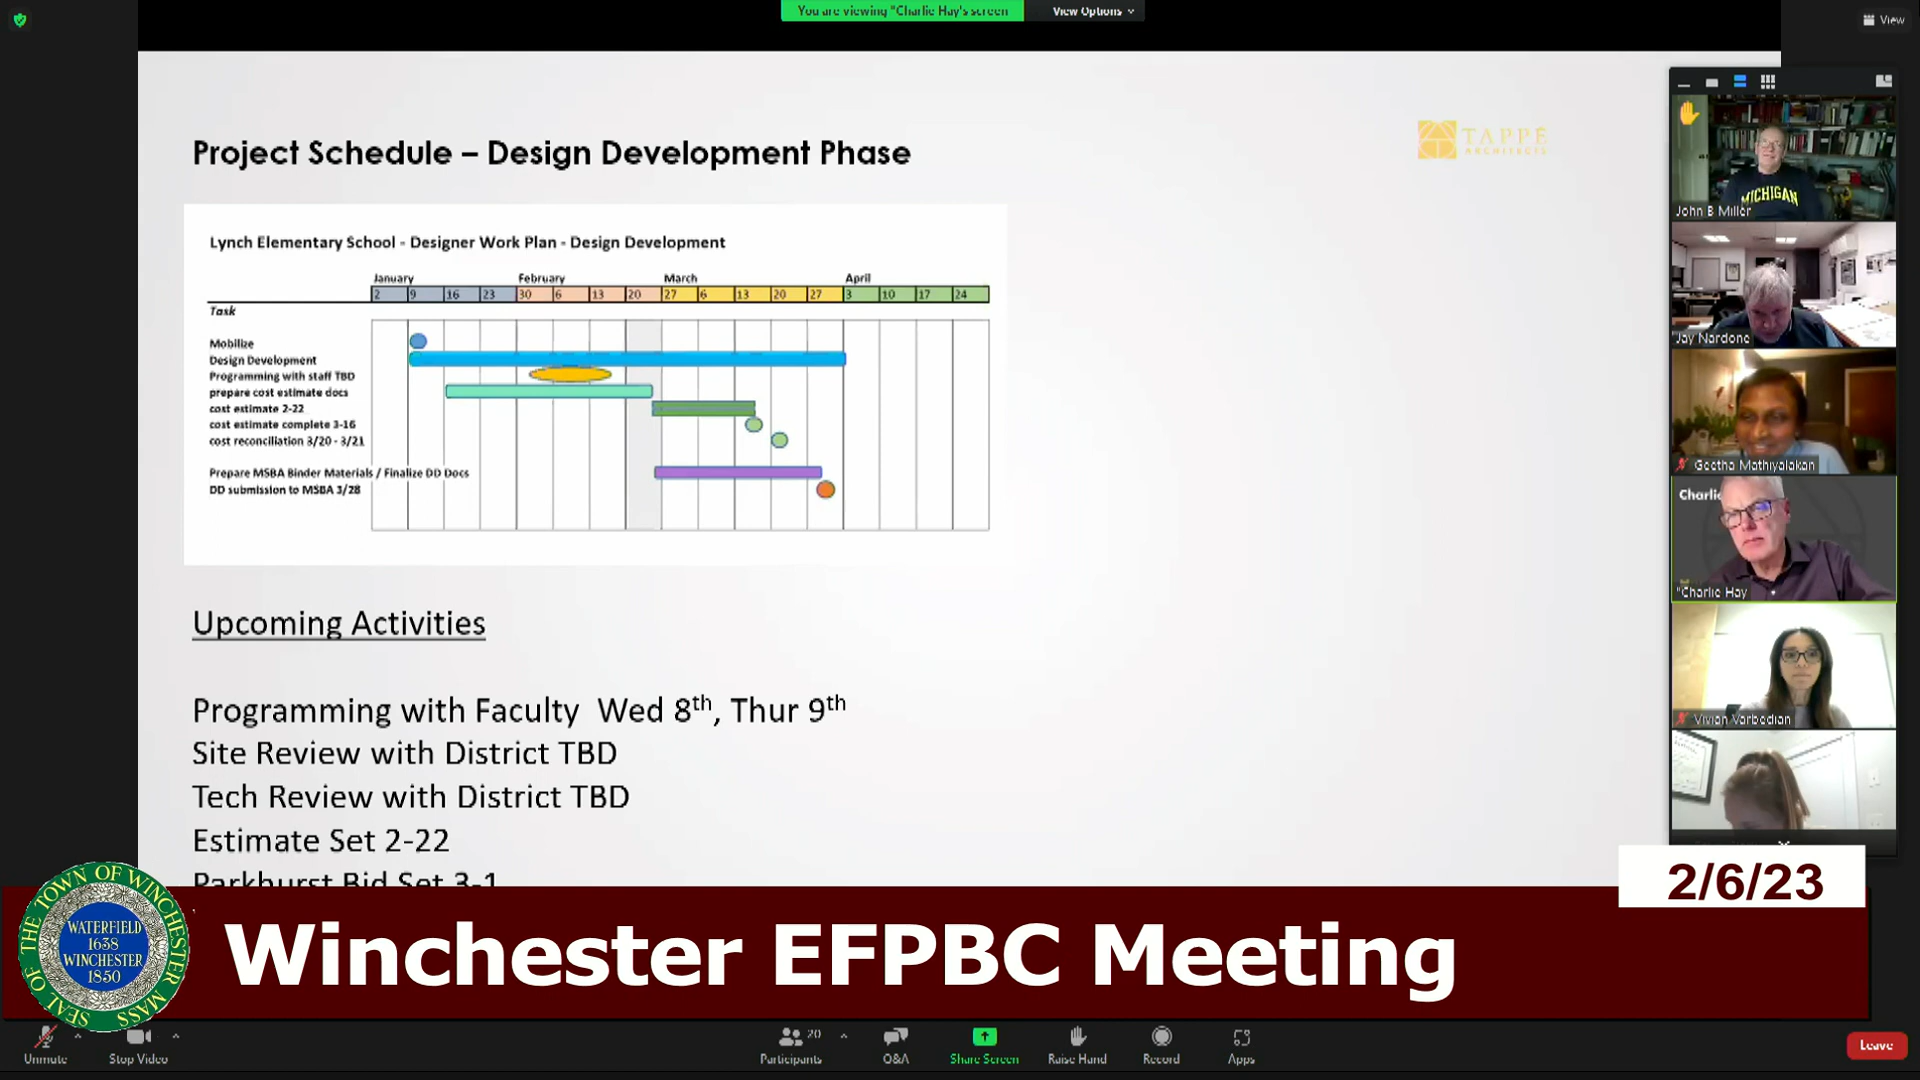 You are viewing "Charlie Hay's screen
View Options
View
Project Schedule – Design Development Phase
TAPPÉ
ARCHITECTS
Lynch Elementary School - Designer Work Plan - Design Development
January February March April
2 9 16 23 30 6 13 20 27 6 13 20 27 3 10 17 24
Task
Mobilize
Design Development
Programming with staff TBD
prepare cost estimate docs
cost estimate 2-22
cost estimate complete 3-16
cost reconciliation 3/20 - 3/21
Prepare MSBA Binder Materials / Finalize DD Docs
DD submission to MSBA 3/28
Upcoming Activities
Programming with Faculty Wed 8th, Thur 9th
Site Review with District TBD
Tech Review with District TBD
Estimate Set 2-22
Parkhurst Bid Set 3-1
MICHIGAN
John B Miller
"Jay Nardone
Geetha Mathiyalakan
Charlie
"Charlie Hay
Vivian Varbedian
2/6/23
Winchester EFPBC Meeting
SEAL OF THE TOWN OF WINCHESTER MASS
WATERFIELD
1638
WINCHESTER
1850
Unmute
Stop Video
Participants
20
Q&A
Share Screen
Raise Hand
Record
Apps
Leave